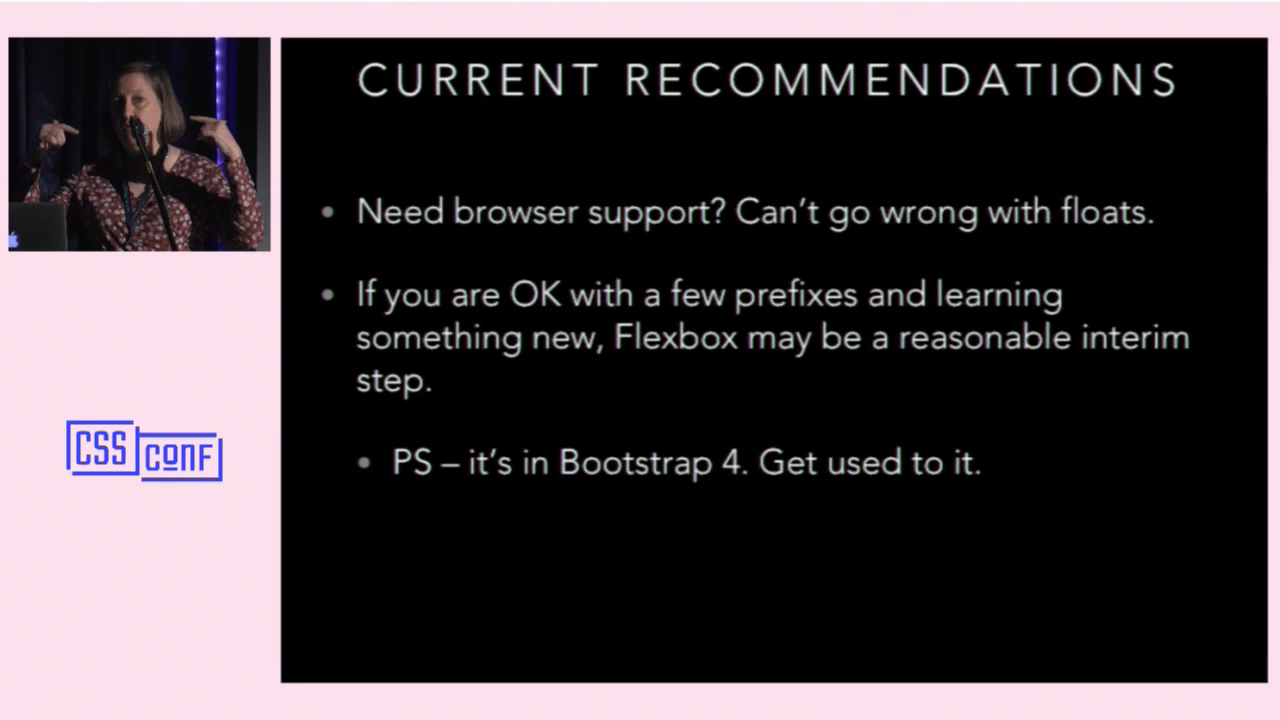 CURRENT RECOMMENDATIONS
• Need browser support? Can't go wrong with floats.
• If you are OK with a few prefixes and learning
something new, Flexbox may be a reasonable interim
step.
• PS – it's in Bootstrap 4. Get used to it.
CSS
CONF